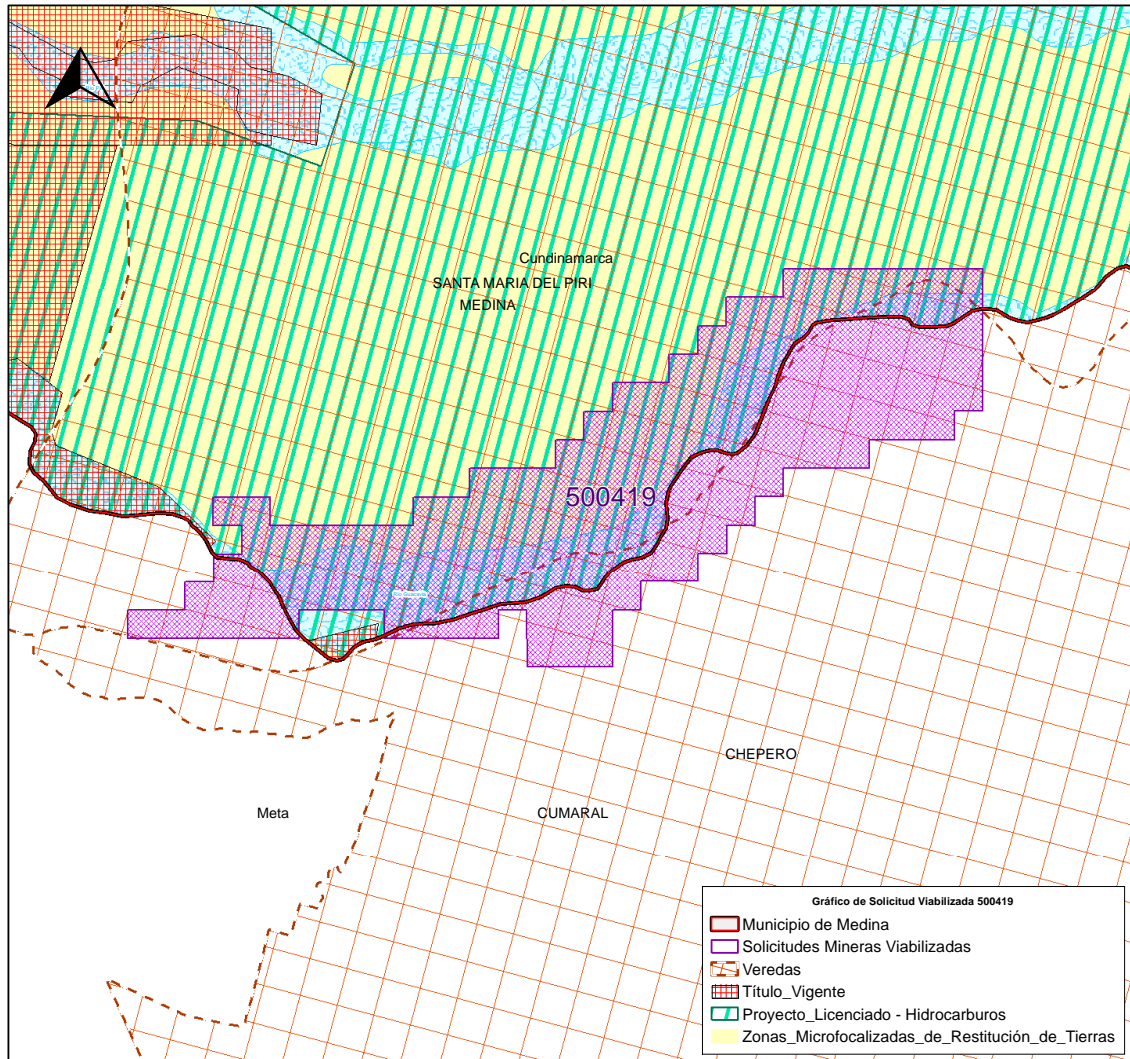 Cundinamarca
SANTA MARIA DEL PIRI
MEDINA
500419
CHEPERO
Meta
CUMARAL
Gráfico de Solicitud Viabilizada 500419
Municipio de Medina
Solicitudes Mineras Viabilizadas
Veredas
Título_Vigente
Proyecto_Licenciado - Hidrocarburos
Zonas_Microfocalizadas_de_Restitución_de_Tierras